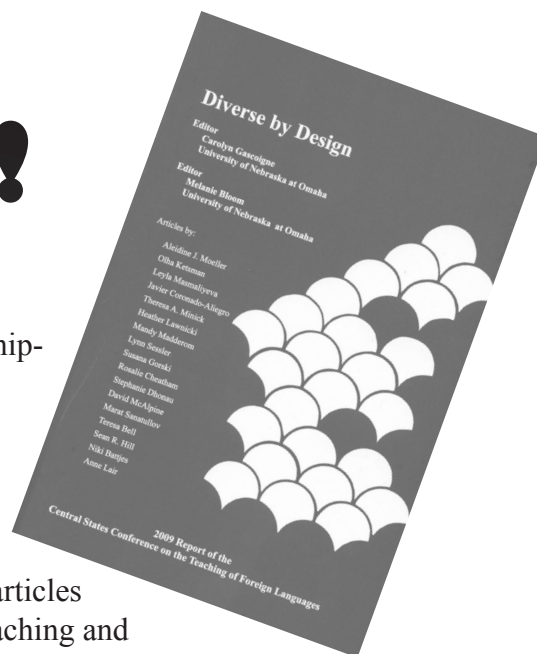 !
hip-
articles
aching and
Diverse by Design
Editor
Carolyn Gascoigne
University of Nebraska at Omaha
Editor
Melanie Bloom
University of Nebraska at Omaha
Articles by:
Aleidine J. Moeller
Olha Ketsman
Leyla Masmaliyeva
Javier Coronado-Aliegro
Theresa A. Minick
Heather Lawnicki
Mandy Madderom
Lynn Sessler
Susana Gorski
Rosalie Cheatham
Stephanie Dhonau
David McAlpine
Marat Sanatullov
Teresa Bell
Sean R. Hill
Niki Bartjes
Anne Lair
2009 Report of the
Central States Conference on the Teaching of Foreign Languages